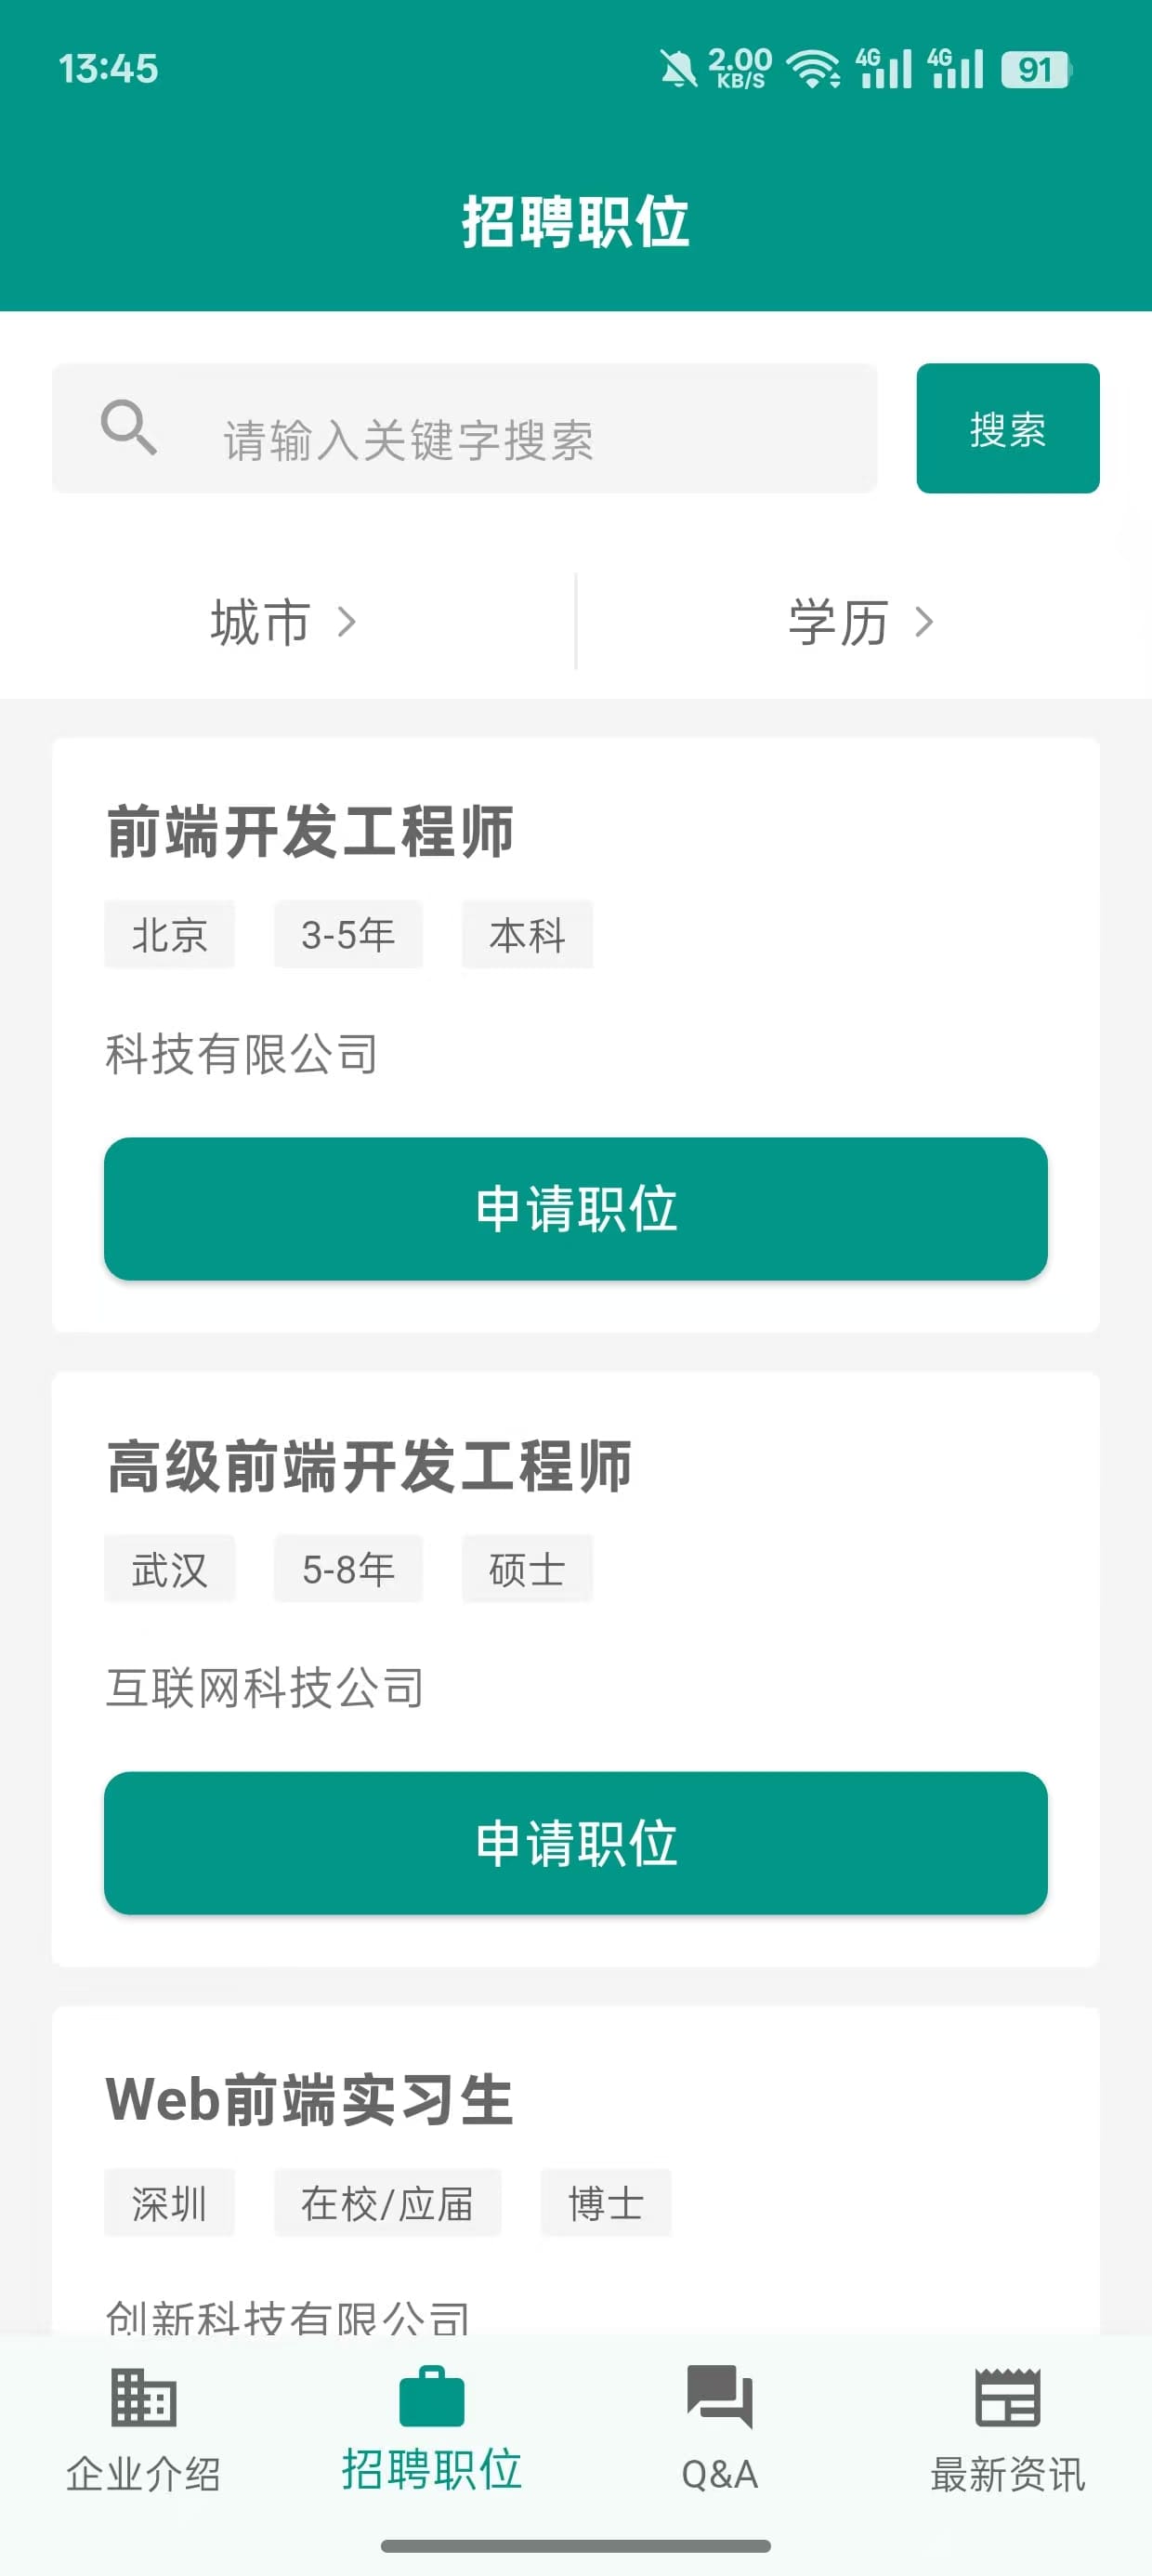 13:45
2.00 KB/S 4G 4G 91
招聘职位
请输入关键字搜索 搜索
城市 学历
前端开发工程师
北京 3-5年 本科
科技有限公司
申请职位
高级前端开发工程师
武汉 5-8年 硕士
互联网科技公司
申请职位
Web前端实习生
深圳 在校/应届 博士
创新科技有限公司
企业介绍 招聘职位 Q&A 最新资讯